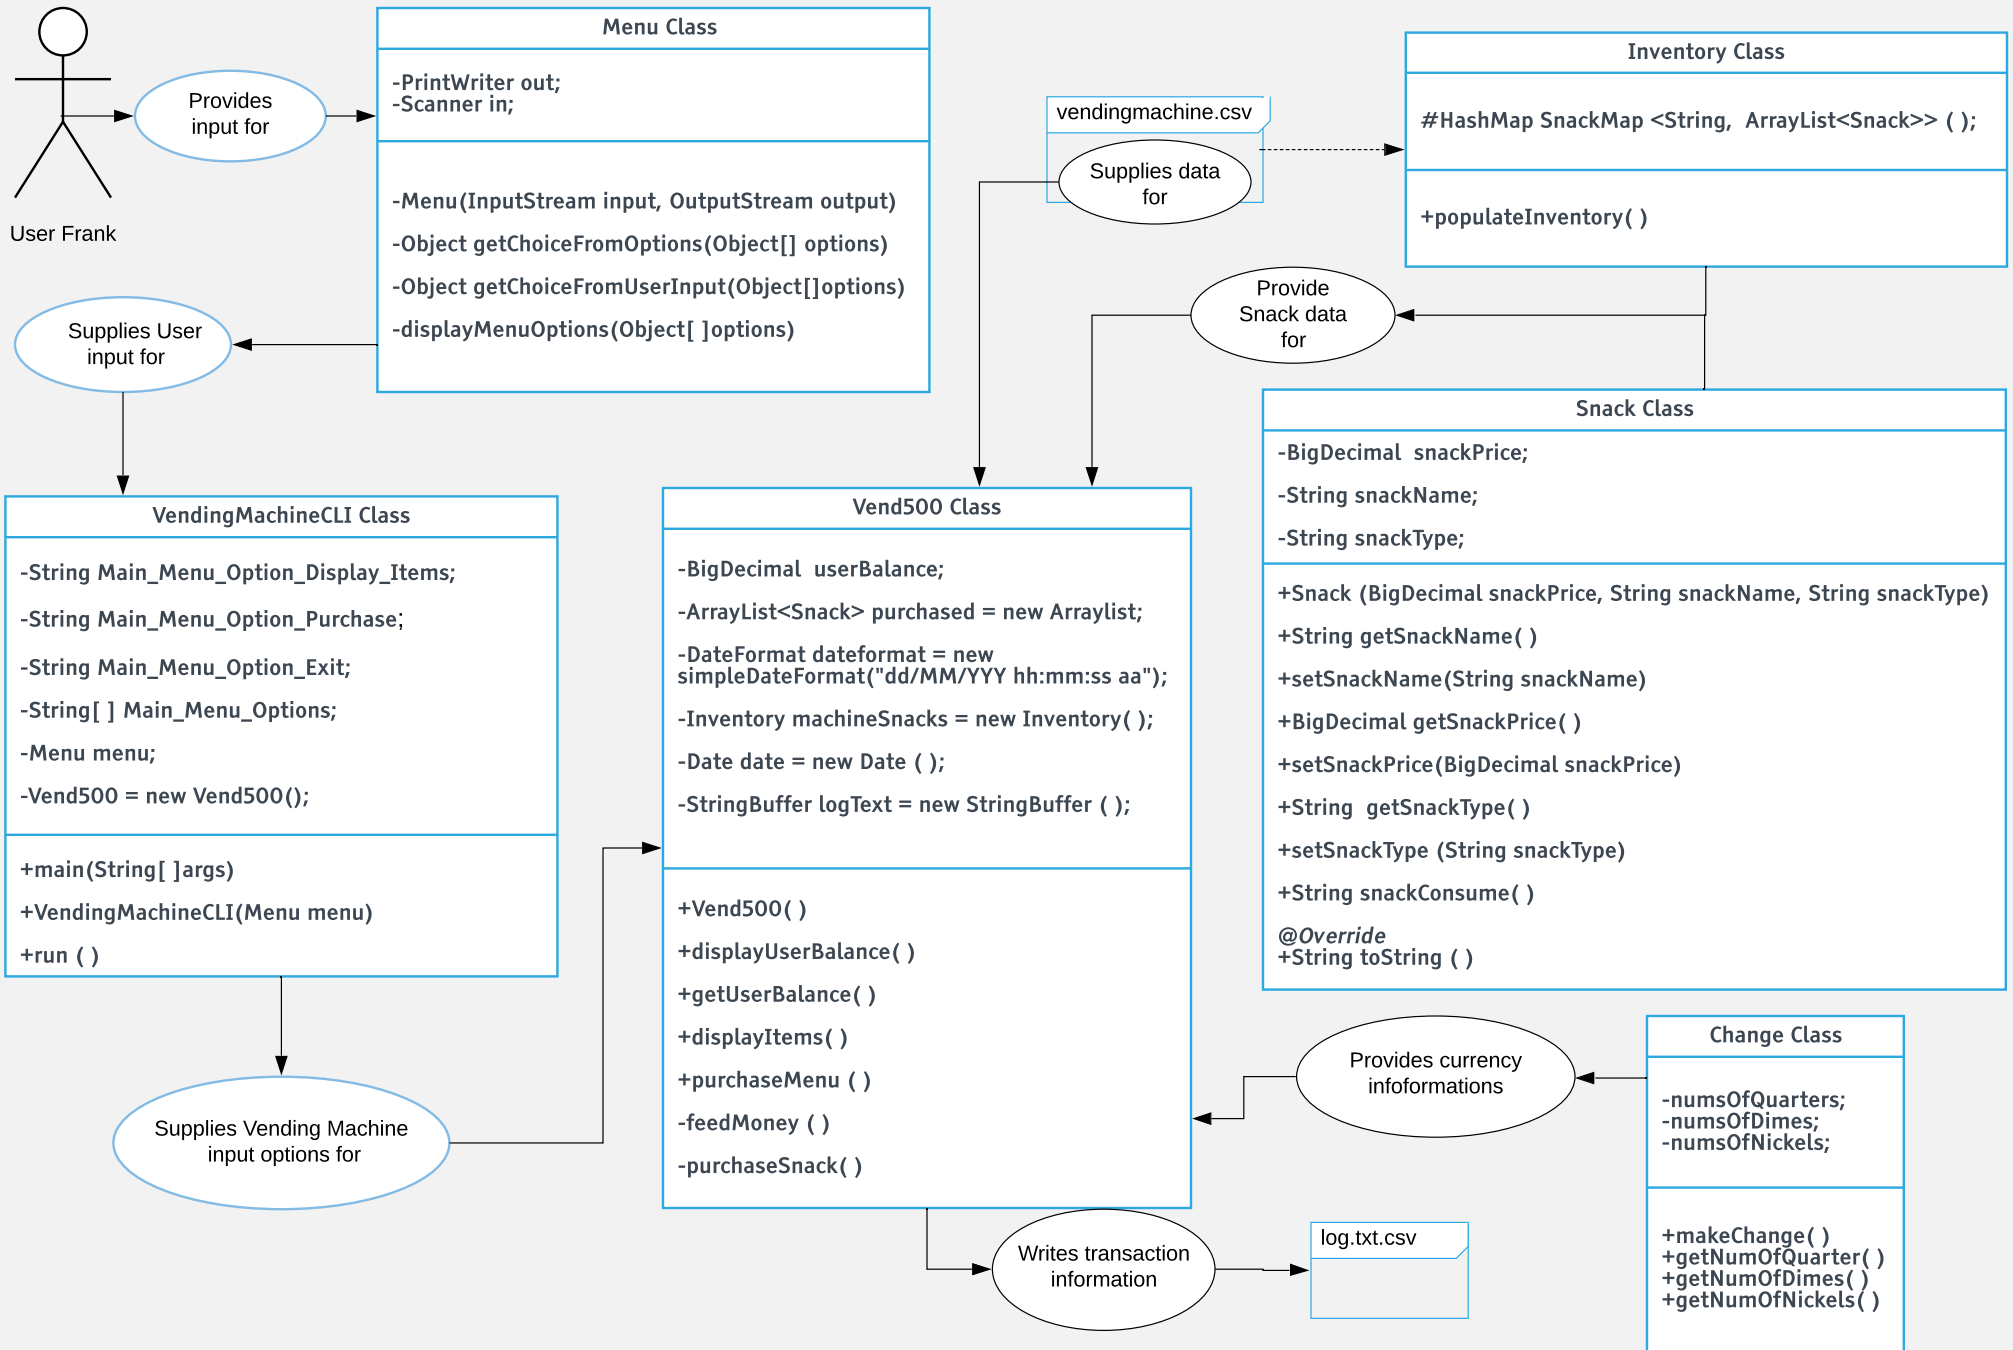 User Frank
Provides
input for
Menu Class
-PrintWriter out;
-Scanner in;
-Menu(InputStream input, OutputStream output)
-Object getChoiceFromOptions(Object[] options)
-Object getChoiceFromUserInput(Object[]options)
-displayMenuOptions(Object[ ]options)
Supplies User
input for
vendingmachine.csv
Supplies data
for
Inventory Class
#HashMap SnackMap <String,  ArrayList<Snack>> ( );
+populateInventory( )
Provide
Snack data
for
Snack Class
-BigDecimal  snackPrice;
-String snackName;
-String snackType;
+Snack (BigDecimal snackPrice, String snackName, String snackType)
+String getSnackName( )
+setSnackName(String snackName)
+BigDecimal getSnackPrice( )
+setSnackPrice(BigDecimal snackPrice)
+String  getSnackType( )
+setSnackType (String snackType)
+String snackConsume( )
@Override
+String toString ( )
VendingMachineCLI Class
-String Main_Menu_Option_Display_Items;
-String Main_Menu_Option_Purchase;
-String Main_Menu_Option_Exit;
-String[ ] Main_Menu_Options;
-Menu menu;
-Vend500 = new Vend500();
+main(String[ ]args)
+VendingMachineCLI(Menu menu)
+run ( )
Supplies Vending Machine
input options for
Vend500 Class
-BigDecimal  userBalance;
-ArrayList<Snack> purchased = new Arraylist;
-DateFormat dateformat = new
simpleDateFormat("dd/MM/YYY hh:mm:ss aa");
-Inventory machineSnacks = new Inventory( );
-Date date = new Date ( );
-StringBuffer logText = new StringBuffer ( );
+Vend500( )
+displayUserBalance( )
+getUserBalance( )
+displayItems( )
+purchaseMenu ( )
-feedMoney ( )
-purchaseSnack( )
Provides currency
infoformations
Change Class
-numsOfQuarters;
-numsOfDimes;
-numsOfNickels;
+makeChange( )
+getNumOfQuarter( )
+getNumOfDimes( )
+getNumOfNickels( )
Writes transaction
information
log.txt.csv